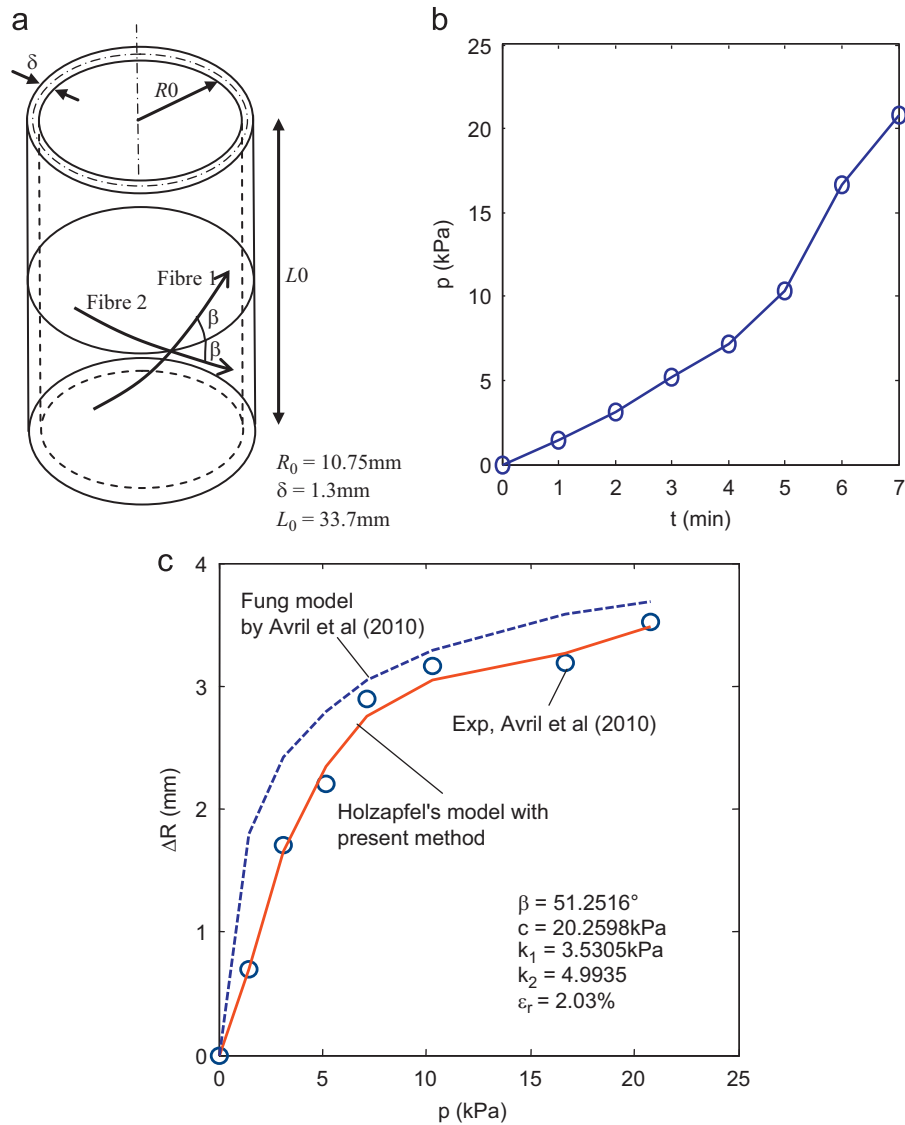 a
δ
R0
Fibre 1
Fibre 2
β
β
L0
R₀ = 10.75mm
δ = 1.3mm
L₀ = 33.7mm
b
25
20
15
10
5
0
p (kPa)
0 1 2 3 4 5 6 7
t (min)
c
4
3
2
1
0
ΔR (mm)
Fung model
by Avril et al (2010)
Exp, Avril et al (2010)
Holzapfel's model with
present method
β = 51.2516°
c = 20.2598kPa
k₁ = 3.5305kPa
k₂ = 4.9935
εᵣ = 2.03%
0 5 10 15 20 25
p (kPa)